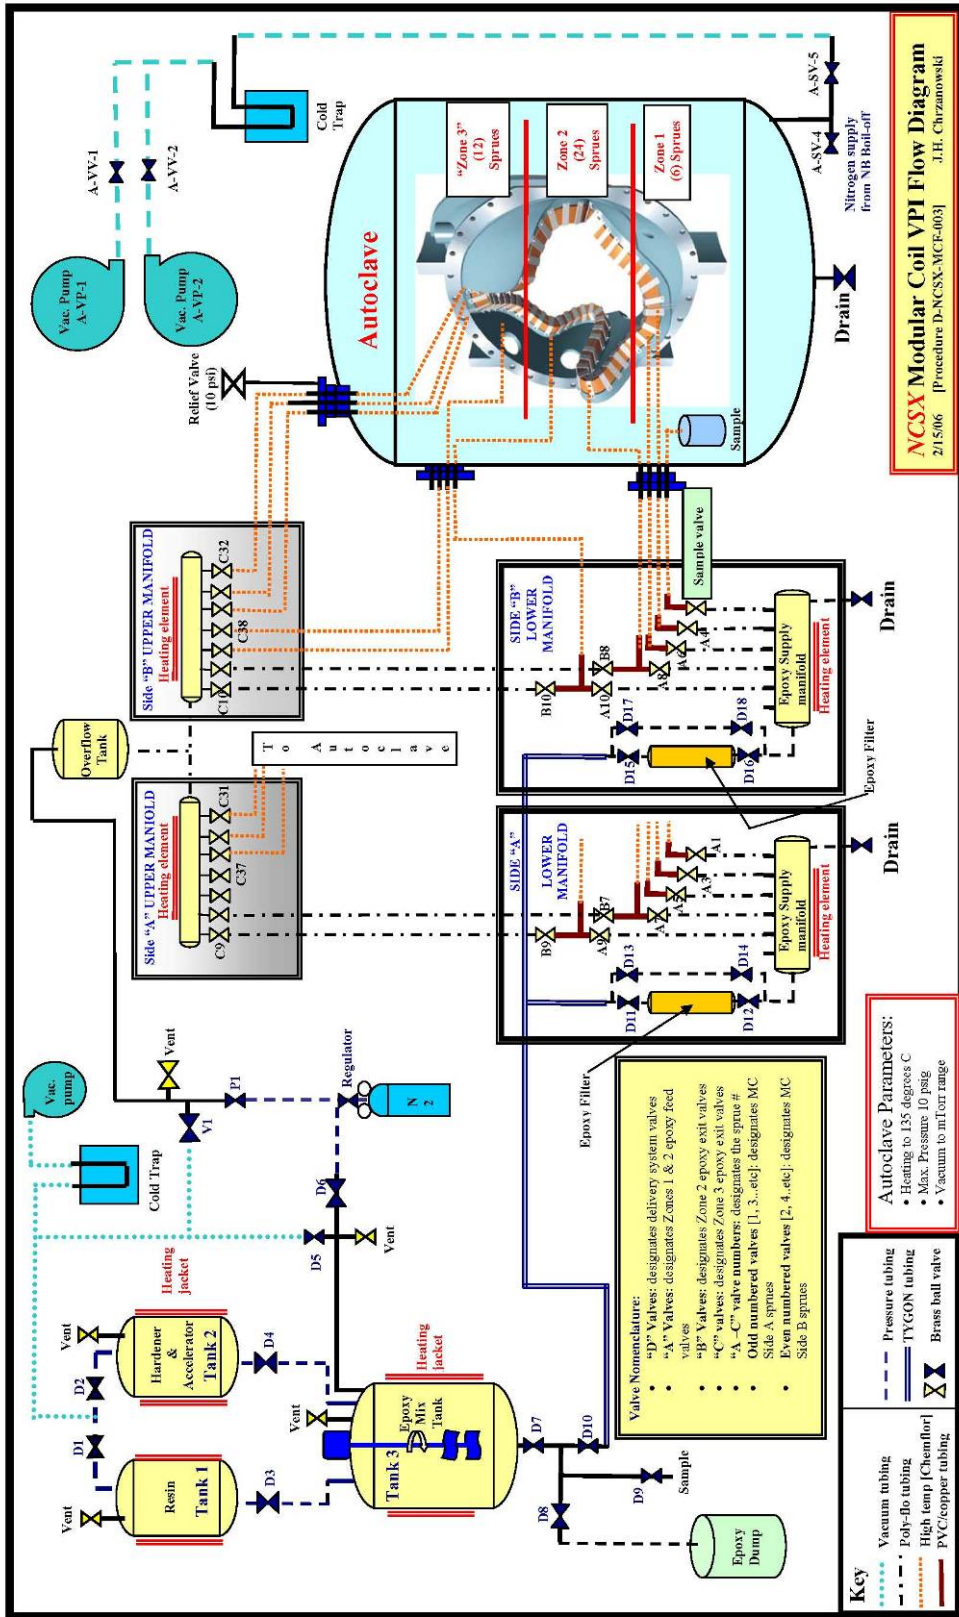 Vac. Pump
A-VP-1
Vac. Pump
A-VP-2
A-VV-1
A-VV-2
Cold
Trap
Relief Valve
(10 psi)
Autoclave
"Zone 3"
(12)
Sprues
Zone 2
(24)
Sprues
Zone 1
(6) Sprues
Sample
Drain
A-SV-4
A-SV-5
Nitrogen supply
from NB Boil-off
NCSX Modular Coil VPI Flow Diagram
2/15/06 [Procedure D-NCSX-MCF-003] J.H. Chrzanowski
Overflow
Tank
Side "A" UPPER MANIOLD
Heating element
C9
C37
C31
Side "B" UPPER MANIFOLD
Heating element
C10
C38
C32
To Autoclave
SIDE "A"
LOWER
MANIFOLD
B9
A9
B7
A7
A5
A3
A1
D13
D11
D14
D12
Epoxy Supply
manifold
Heating element
Drain
SIDE "B"
LOWER
MANIFOLD
B10
A10
B8
A8
A6
A4
Sample valve
D17
D15
D18
D16
Epoxy Supply
manifold
Heating element
Drain
Epoxy Filter
Epoxy Filter
Vac.
pump
Cold Trap
Vent
V1
P1
Regulator
N
2
D6
D5
Vent
Heating
jacket
Vent
D2
Hardener
&
Accelerator
Tank 2
D4
Vent
D1
Resin
Tank 1
D3
Heating
jacket
Vent
Epoxy
Mix
Tank
Tank 3
D7
D10
D8
D9
Sample
Epoxy
Dump
Valve Nomenclature:
• "D" Valves: designates delivery system valves
• "A" Valves: designates Zones 1 & 2 epoxy feed
valves
• "B" Valves: designates Zone 2 epoxy exit valves
• "C" valves: designates Zone 3 epoxy exit valves
• "A –C" valve numbers: designates the sprue #
• Odd numbered valves [1, 3...etc]: designates MC
Side A sprues
• Even numbered valves [2, 4..etc]: designates MC
Side B sprues
Autoclave Parameters:
• Heating to 135 degrees C
• Max. Pressure 10 psig
• Vacuum to mTorr range
Key
Vacuum tubing
Poly-flo tubing
High temp [Chemflor]
PVC/copper tubing
Pressure tubing
TYGON tubing
Brass ball valve